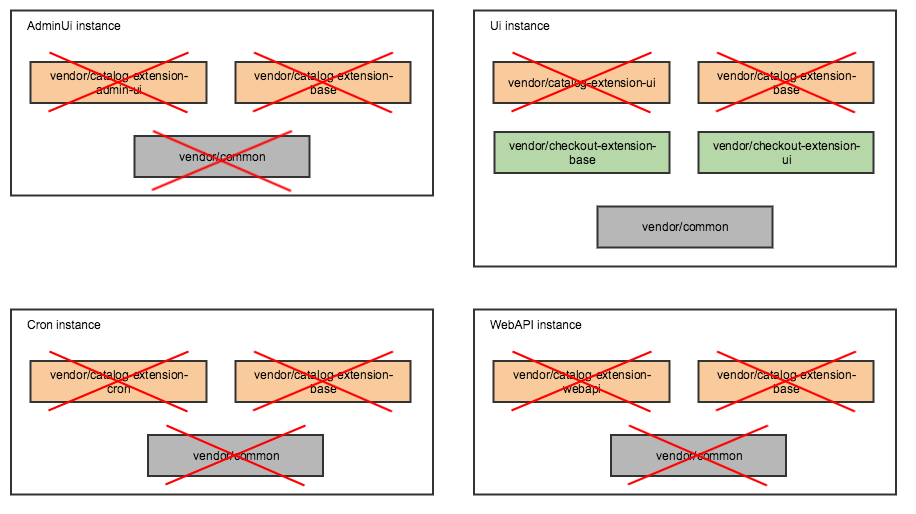 AdminUi instance
vendor/catalog-extension-
admin-ui
vendor/catalog-extension-
base
vendor/common
Ui instance
vendor/catalog-extension-ui
vendor/catalog-extension-
base
vendor/checkout-extension-
base
vendor/checkout-extension-
ui
vendor/common
Cron instance
vendor/catalog-extension-
cron
vendor/catalog-extension-
base
vendor/common
WebAPI instance
vendor/catalog-extension-
webapi
vendor/catalog-extension-
base
vendor/common